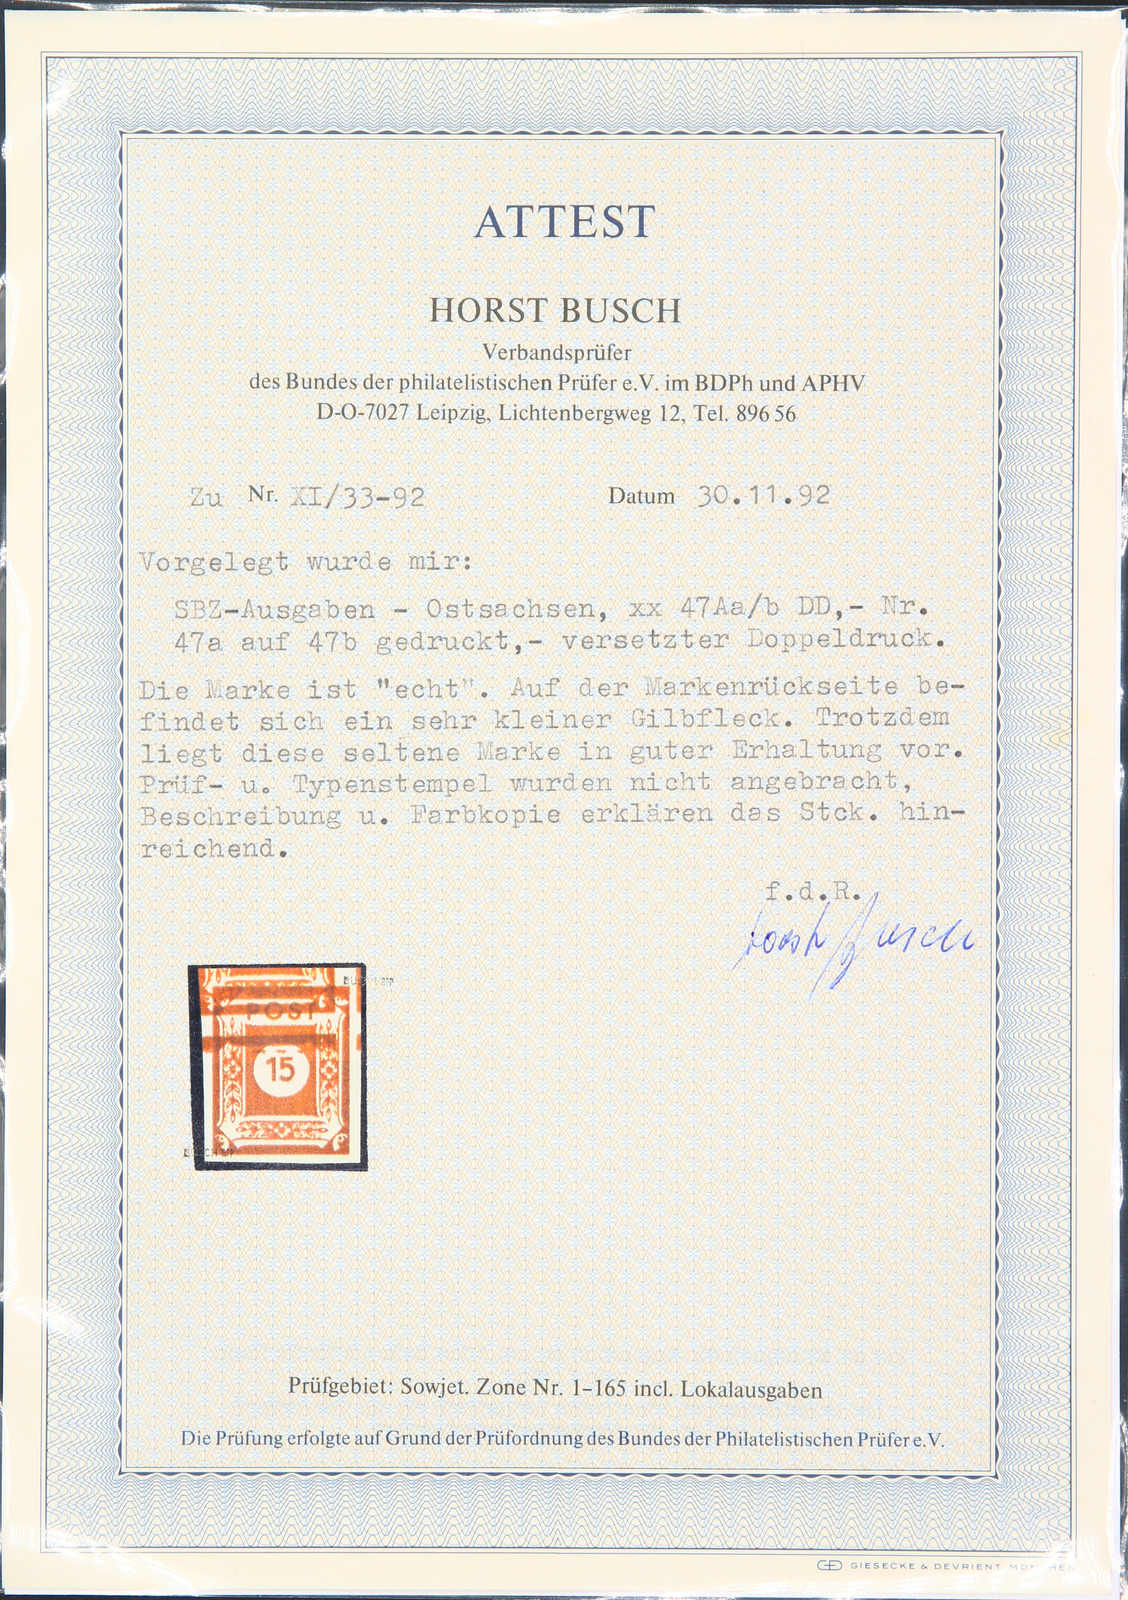 ATTEST
HORST BUSCH
Verbandsprüfer
des Bundes der philatelistischen Prüfer e.V. im BDPh und APHV
D-O-7027 Leipzig, Lichtenbergweg 12, Tel. 896 56
Zu Nr. XI/33-92 Datum 30.11.92
Vorgelegt wurde mir:
SBZ-Ausgaben - Ostsachsen, xx 47Aa/b DD,- Nr.
47a auf 47b gedruckt,- versetzter Doppeldruck.
Die Marke ist "echt". Auf der Markenrückseite be-
findet sich ein sehr kleiner Gilbfleck. Trotzdem
liegt diese seltene Marke in guter Erhaltung vor.
Prüf- u. Typenstempel wurden nicht angebracht,
Beschreibung u. Farbkopie erklären das Stck. hin-
reichend.
f.d.R.
Horst Busch
POST
15
Prüfgebiet: Sowjet. Zone Nr. 1-165 incl. Lokalausgaben
Die Prüfung erfolgte auf Grund der Prüfordnung des Bundes der Philatelistischen Prüfer e.V.
GIESECKE & DEVRIENT MÜNCHEN